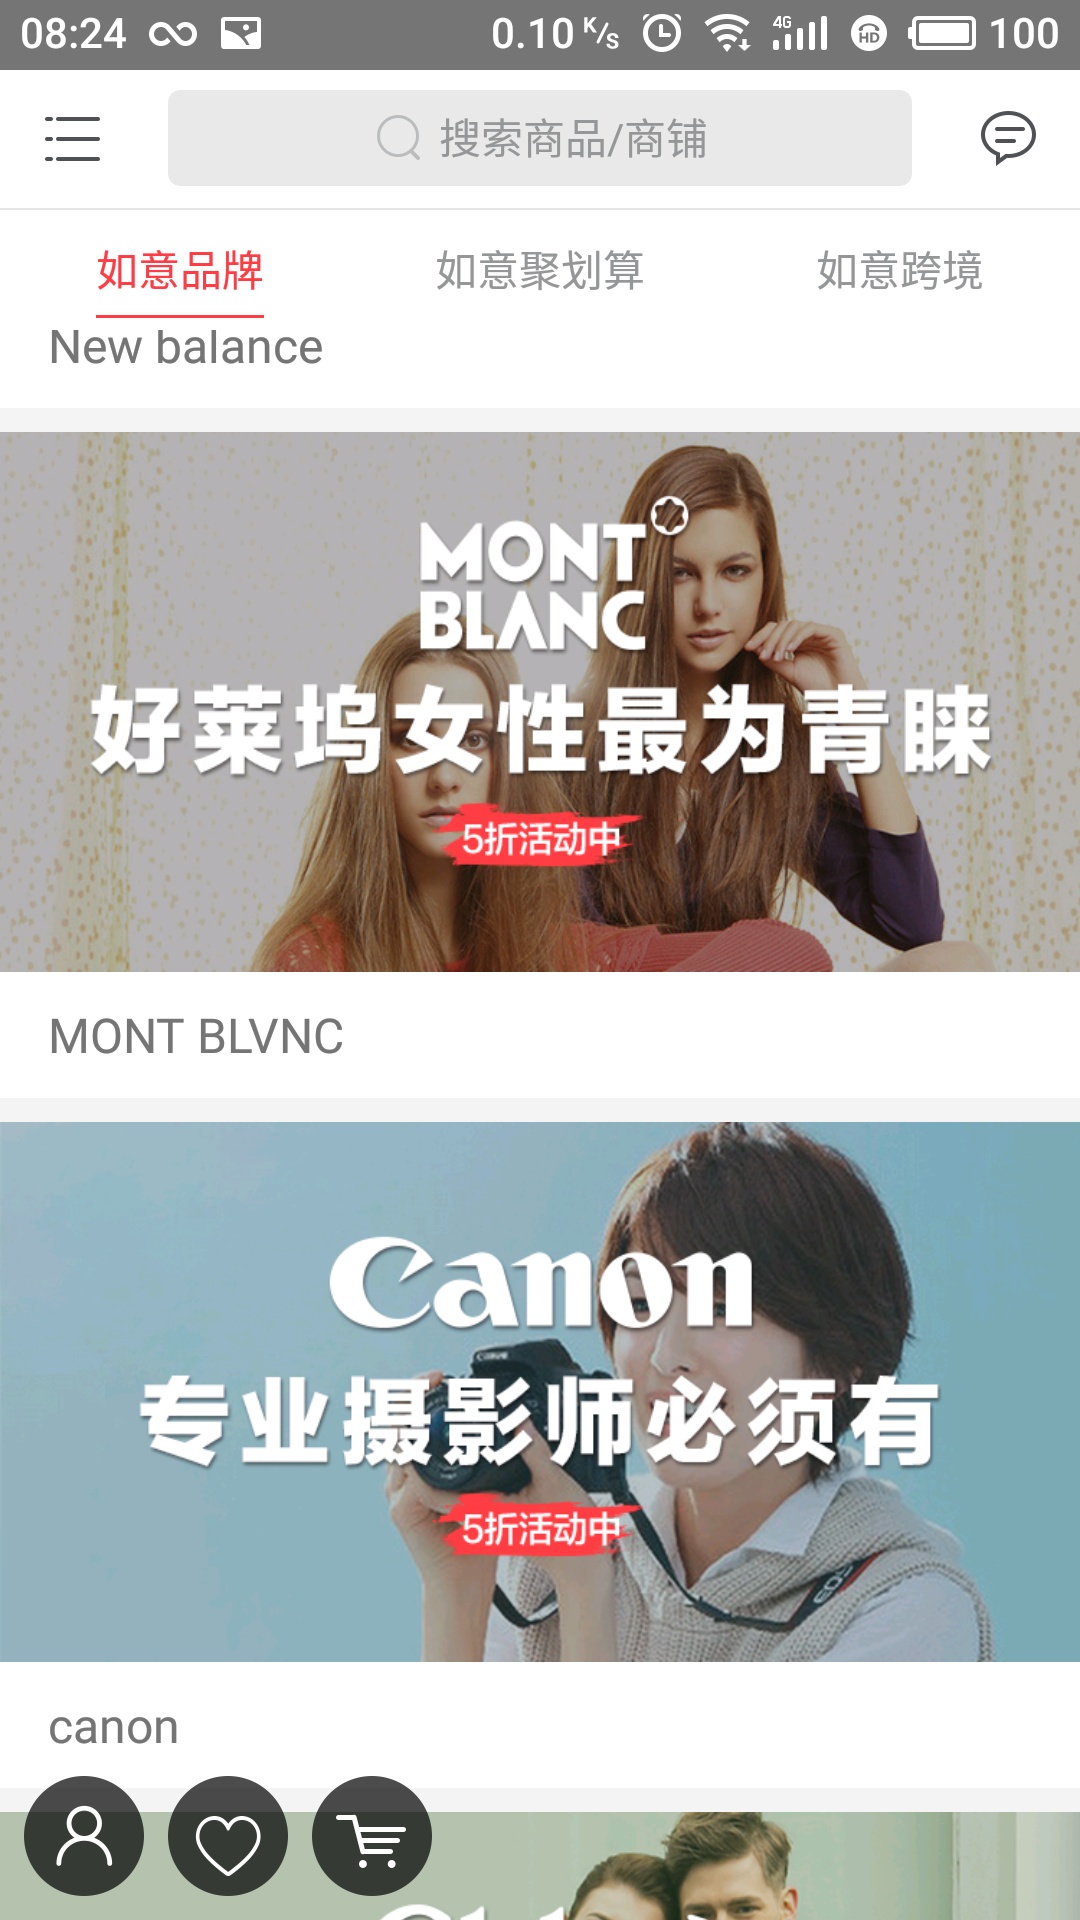 08:24 0.10 K/s 4G HD 100
搜索商品/商铺
如意品牌 如意聚划算 如意跨境
New balance
MONT
BLANC
好莱坞女性最为青睐
5折活动中
MONT BLVNC
Canon
专业摄影师必须有
5折活动中
canon